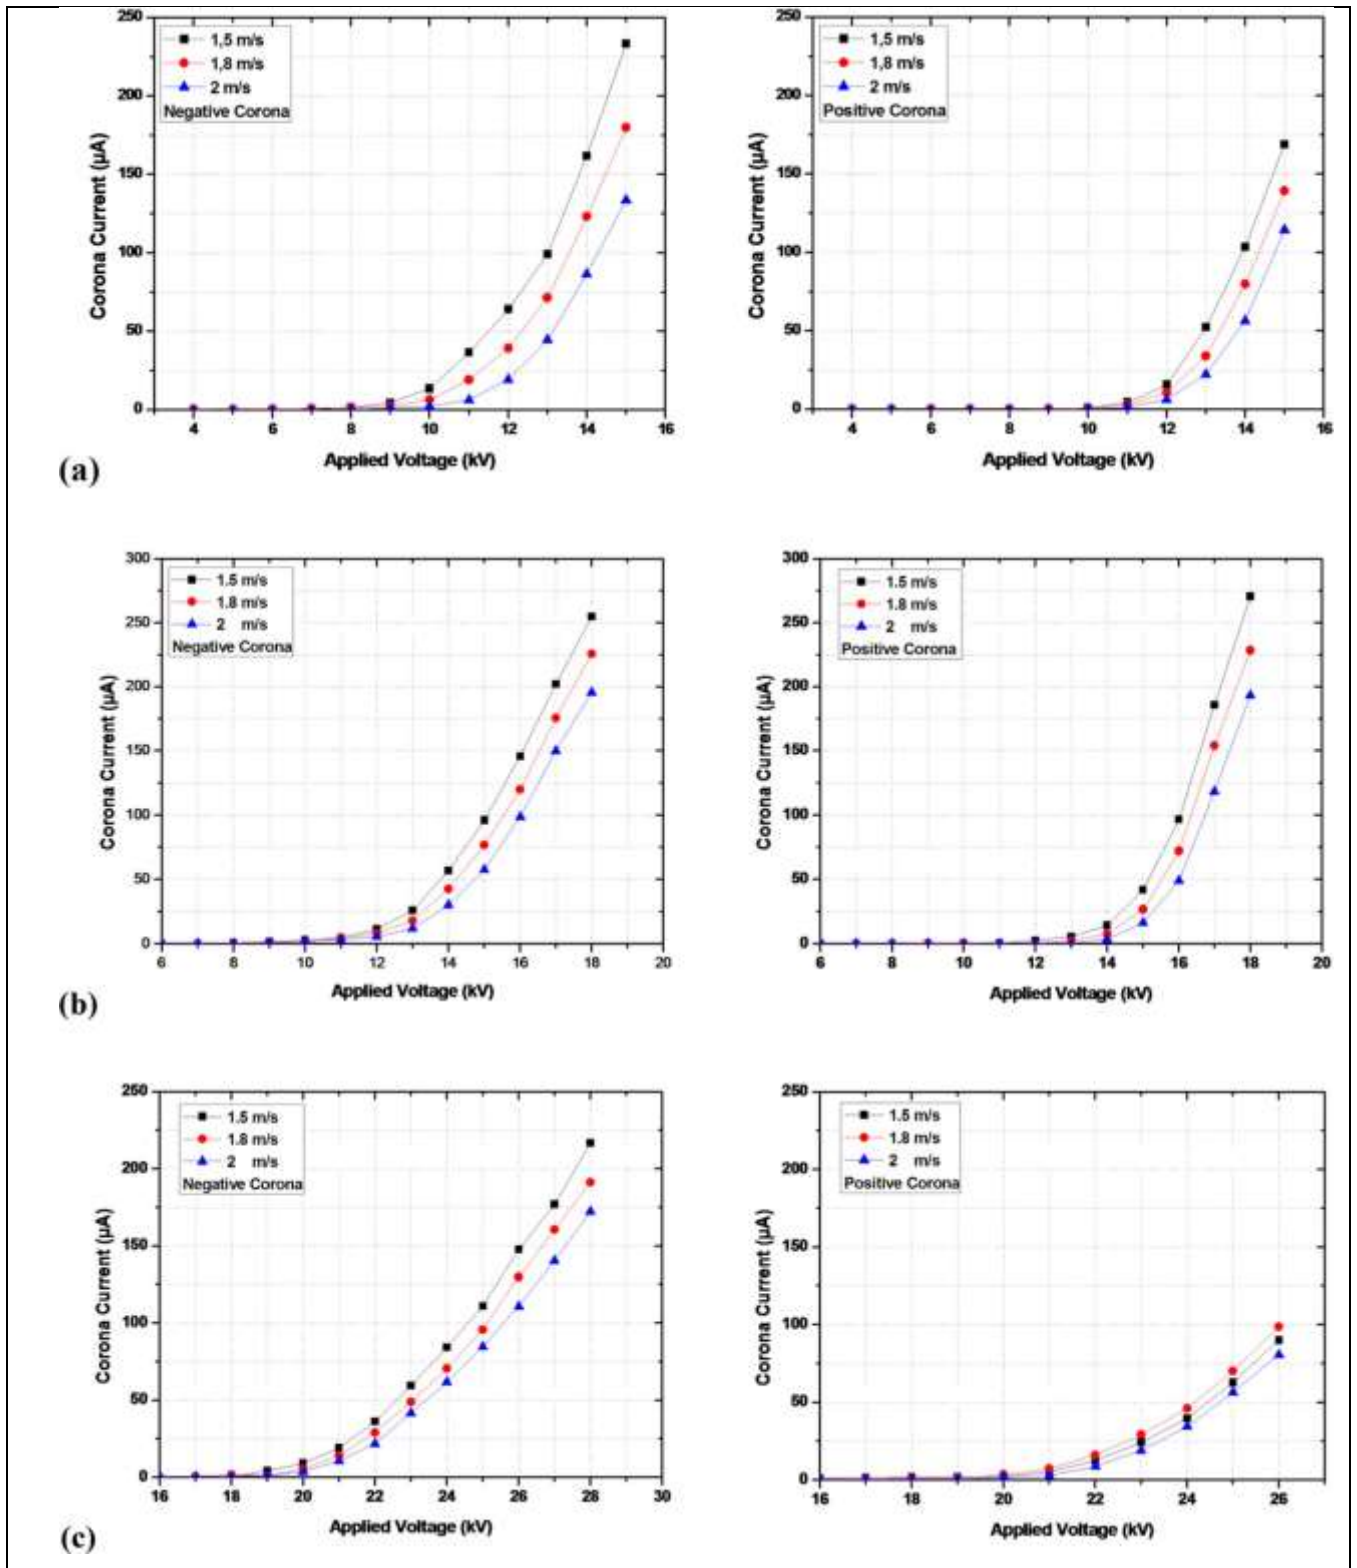 250
200
150
100
50
0
4 6 8 10 12 14 16
Corona Current (µA)
Applied Voltage (kV)
1,5 m/s
1,8 m/s
2 m/s
Negative Corona
250
200
150
100
50
0
4 6 8 10 12 14 16
Corona Current (µA)
Applied Voltage (kV)
1,5 m/s
1,8 m/s
2 m/s
Positive Corona
(a)
300
250
200
150
100
50
0
6 8 10 12 14 16 18 20
Corona Current (µA)
Applied Voltage (kV)
1.5 m/s
1.8 m/s
2 m/s
Negative Corona
300
250
200
150
100
50
0
6 8 10 12 14 16 18 20
Corona Current (µA)
Applied Voltage (kV)
1.5 m/s
1.8 m/s
2 m/s
Positive Corona
(b)
250
200
150
100
50
0
16 18 20 22 24 26 28 30
Corona Current (µA)
Applied Voltage (kV)
1.5 m/s
1.8 m/s
2 m/s
Negative Corona
250
200
150
100
50
0
16 18 20 22 24 26
Corona Current (µA)
Applied Voltage (kV)
1.5 m/s
1.8 m/s
2 m/s
Positive Corona
(c)